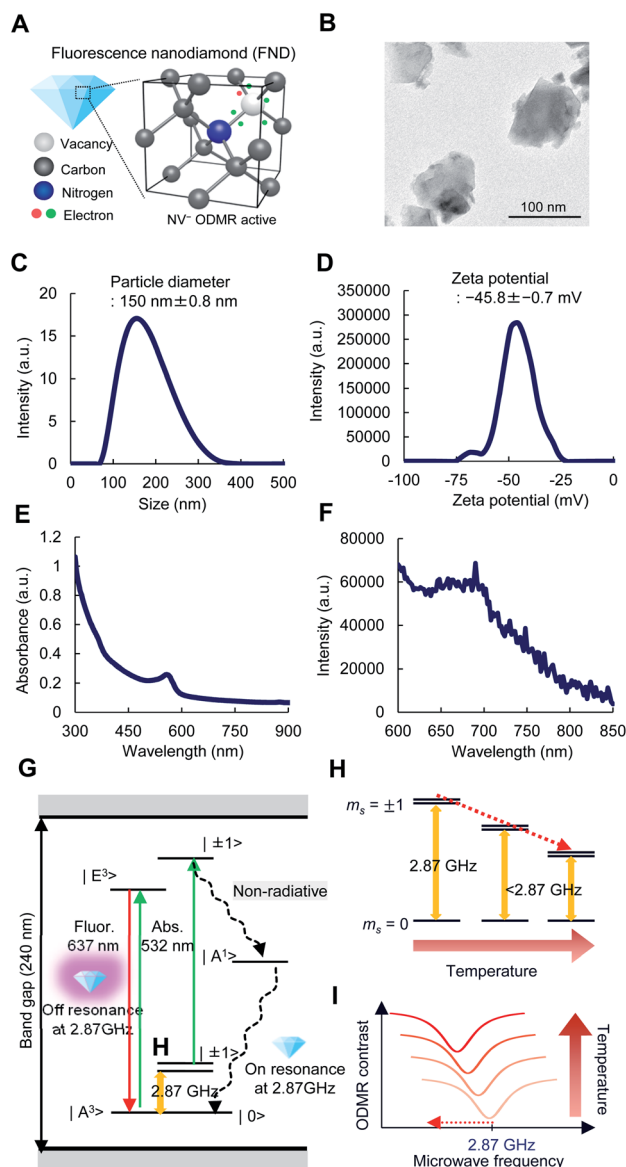 A
Fluorescence nanodiamond (FND)
Vacancy
Carbon
Nitrogen
Electron
NV⁻ ODMR active
B
100 nm
C
Particle diameter
: 150 nm±0.8 nm
Intensity (a.u.)
20
15
10
5
0
0 100 200 300 400 500
Size (nm)
D
Zeta potential
: −45.8±−0.7 mV
Intensity (a.u.)
350000
300000
250000
200000
150000
100000
50000
0
-100 -75 -50 -25 0
Zeta potential (mV)
E
Absorbance (a.u.)
1.2
1
0.8
0.6
0.4
0.2
0
300 450 600 750 900
Wavelength (nm)
F
Intensity (a.u.)
80000
60000
40000
20000
0
600 650 700 750 800 850
Wavelength (nm)
G
Band gap (240 nm)
| ±1>
| E³>
Non-radiative
Fluor.
637 nm
Abs.
532 nm
| A¹>
Off resonance
at 2.87GHz
H
| ±1>
2.87 GHz
On resonance
at 2.87GHz
| A³>
| 0>
H
mₛ = ±1
2.87 GHz
<2.87 GHz
mₛ = 0
Temperature
I
ODMR contrast
Temperature
2.87 GHz
Microwave frequency